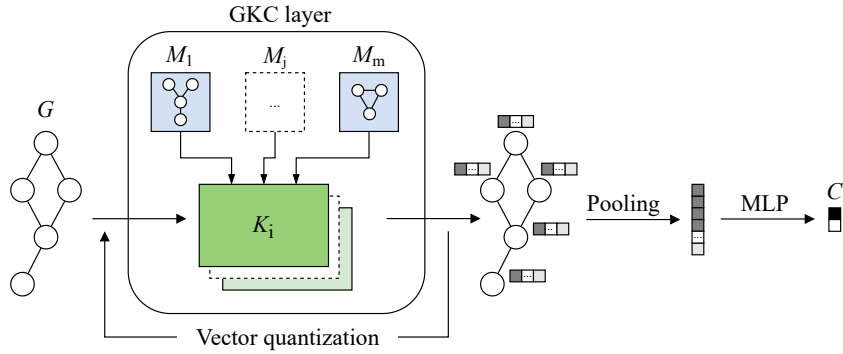 GKC layer
M1 Mj Mm
...
G
Ki
...
... ...
...
...
Pooling
...
MLP
C
Vector quantization